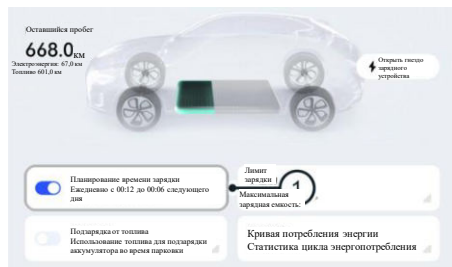 Оставшийся пробег
668.0км
Электроэнергия: 67,0 км
Топливо 601,0 км
Открыть гнездо
зарядного
устройства
Планирование времени зарядки
Ежедневно с 00:12 до 00:06 следующего
дня
Лимит
зарядки
1
Максимальная
зарядная емкость:
Подзарядка от топлива
Использование топлива для подзарядки
аккумулятора во время парковки
Кривая потребления энергии
Статистика цикла энергопотребления